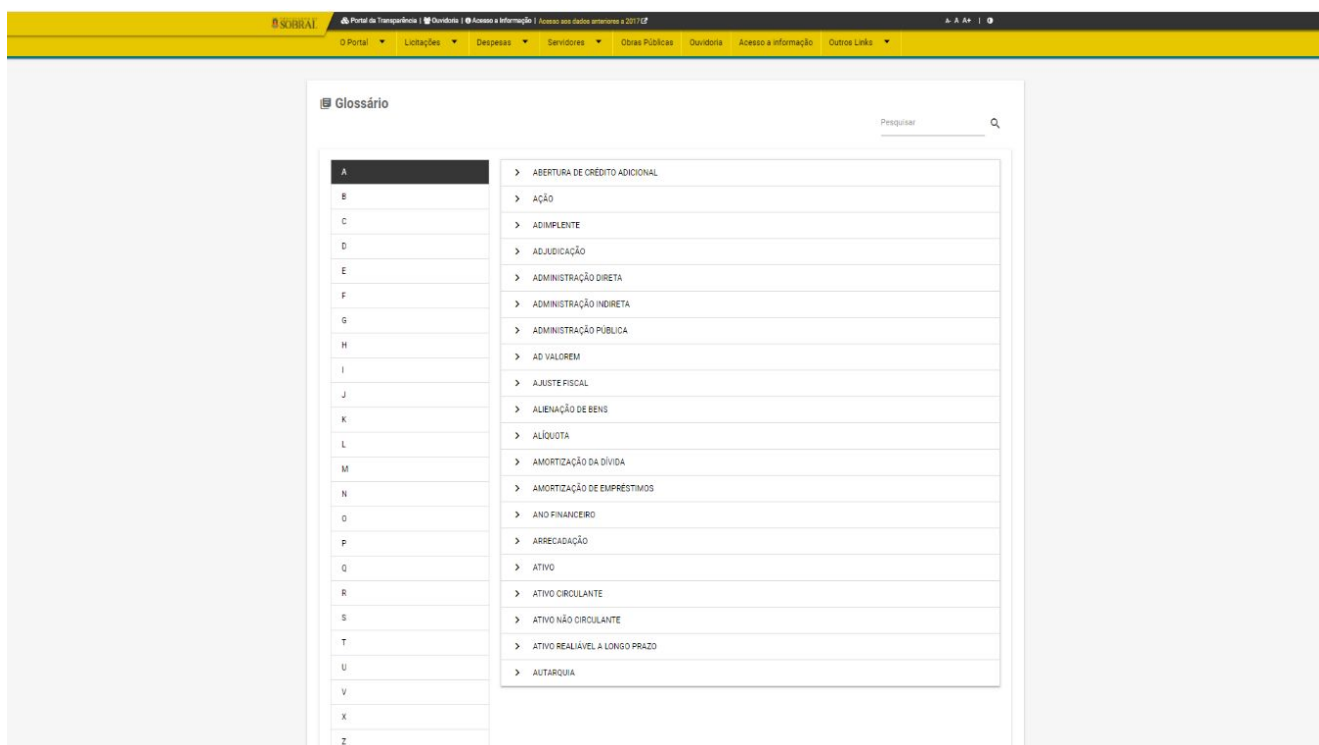 SOBRAL
Portal da Transparência | Ouvidoria | Acesso a Informação | Acesso aos dados anteriores a 2017
A- A A+ |
O Portal Licitações Despesas Servidores Obras Públicas Ouvidoria Acesso a informação Outros Links
Glossário
Pesquisar
A
B
C
D
E
F
G
H
I
J
K
L
M
N
O
P
Q
R
S
T
U
V
X
Z
ABERTURA DE CRÉDITO ADICIONAL
AÇÃO
ADIMPLENTE
ADJUDICAÇÃO
ADMINISTRAÇÃO DIRETA
ADMINISTRAÇÃO INDIRETA
ADMINISTRAÇÃO PÚBLICA
AD VALOREM
AJUSTE FISCAL
ALIENAÇÃO DE BENS
ALÍQUOTA
AMORTIZAÇÃO DA DÍVIDA
AMORTIZAÇÃO DE EMPRÉSTIMOS
ANO FINANCEIRO
ARRECADAÇÃO
ATIVO
ATIVO CIRCULANTE
ATIVO NÃO CIRCULANTE
ATIVO REALIÁVEL A LONGO PRAZO
AUTARQUIA